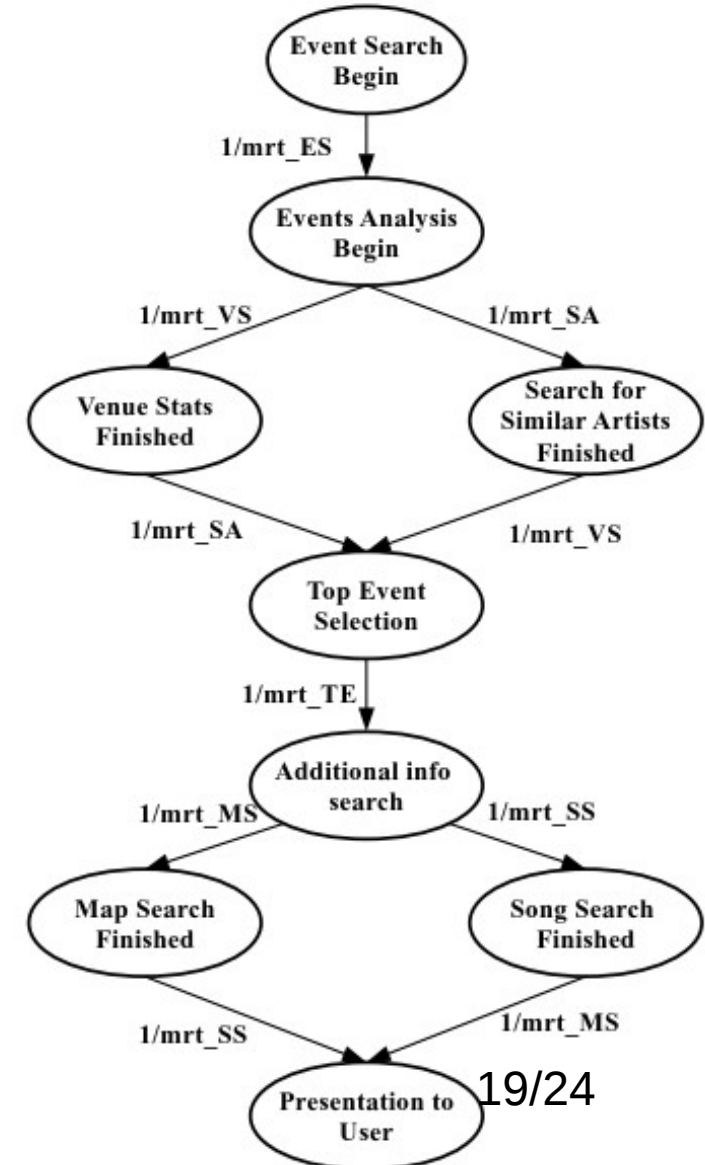 Event Search
Begin
1/mrt_ES
Events Analysis
Begin
1/mrt_VS
1/mrt_SA
Venue Stats
Finished
Search for
Similar Artists
Finished
1/mrt_SA
1/mrt_VS
Top Event
Selection
1/mrt_TE
Additional info
search
1/mrt_MS
1/mrt_SS
Map Search
Finished
Song Search
Finished
1/mrt_SS
1/mrt_MS
Presentation to
User
19/24